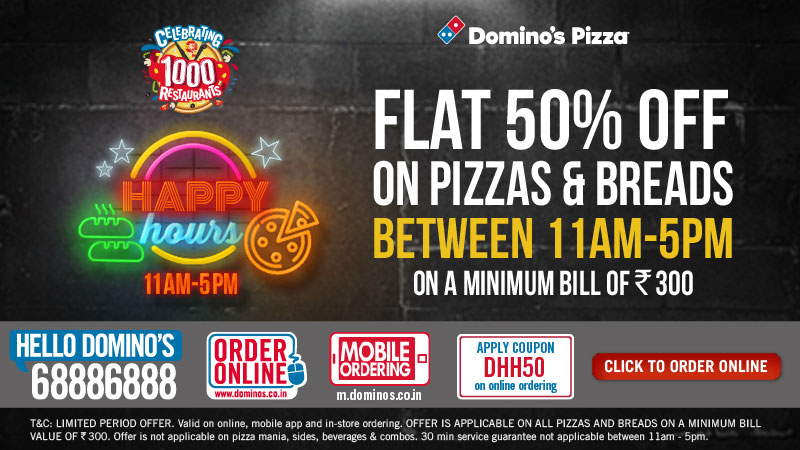 CELEBRATING
1000
RESTAURANTS
Domino's Pizza
FLAT 50% OFF
ON PIZZAS & BREADS
BETWEEN 11AM-5PM
ON A MINIMUM BILL OF ₹ 300
HAPPY
hours
11AM-5PM
HELLO DOMINO'S
68886888
ORDER
ONLINE
www.dominos.co.in
MOBILE
ORDERING
m.dominos.co.in
APPLY COUPON
DHH50
on online ordering
CLICK TO ORDER ONLINE
T&C: LIMITED PERIOD OFFER. Valid on online, mobile app and in-store ordering. OFFER IS APPLICABLE ON ALL PIZZAS AND BREADS ON A MINIMUM BILL
VALUE OF ₹ 300. Offer is not applicable on pizza mania, sides, beverages & combos. 30 min service guarantee not applicable between 11am - 5pm.